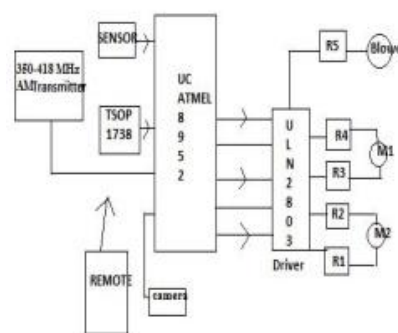 SENSOR
350-418 MHz
AMTransmitter
TSOP
1738
REMOTE
camera
UC
ATMEL
8
9
5
2
U
L
N
2
8
0
3
Driver
R5
Blowe
R4
M1
R3
R2
M2
R1